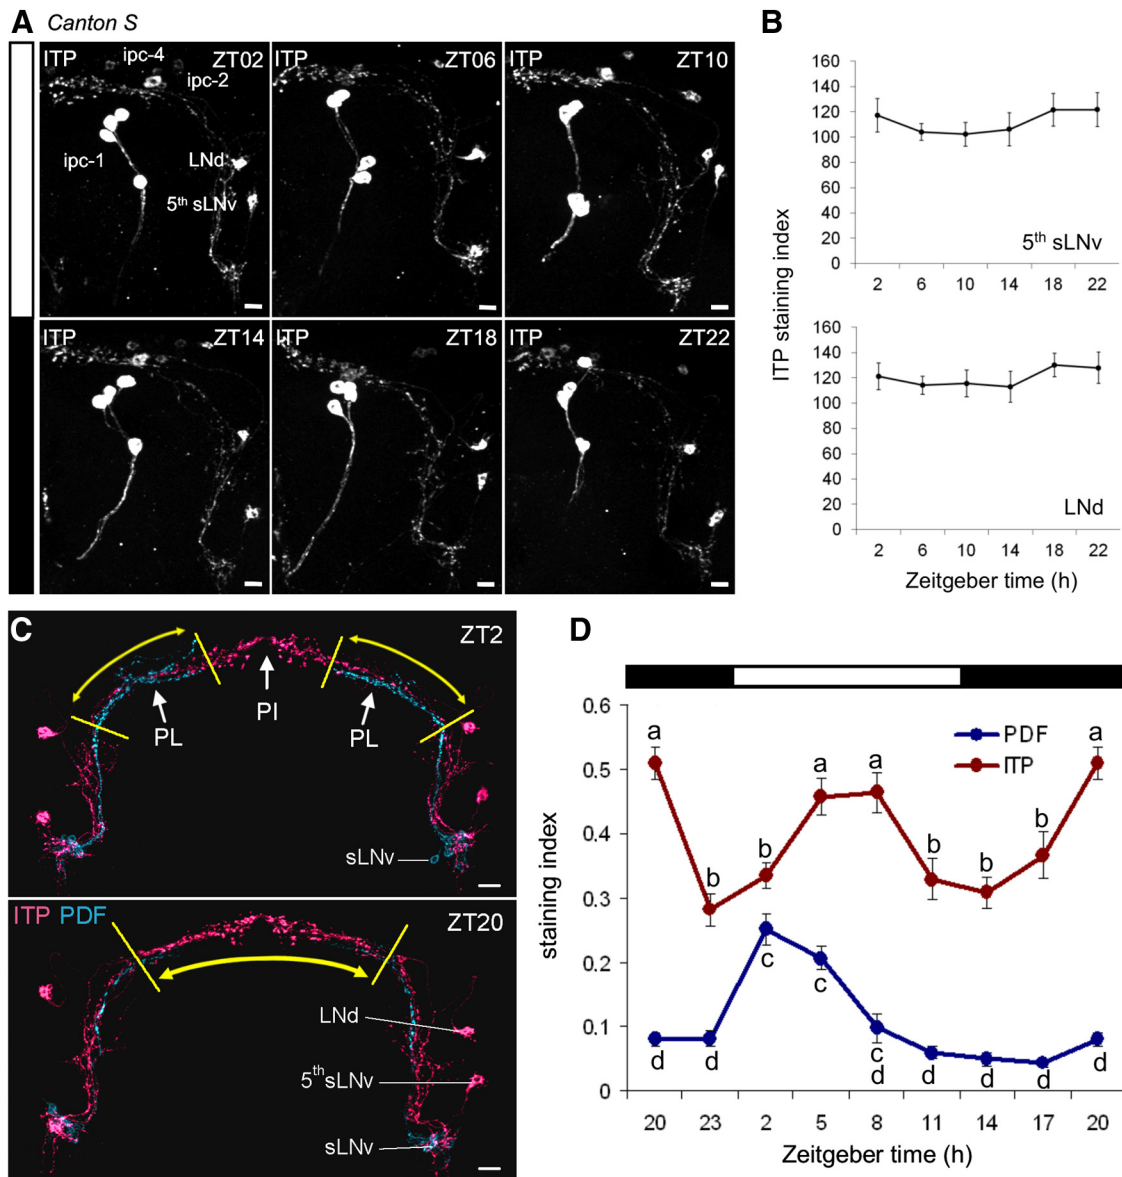 A Canton S
ITP ipc-4 ZT02
ipc-2
ipc-1
LNd
5th sLNv
ITP ZT06
ITP ZT10
ITP ZT14
ITP ZT18
ITP ZT22
B
ITP staining index
160
140
120
100
80
60
40
20
0
5th sLNv
2 6 10 14 18 22
160
140
120
100
80
60
40
20
0
LNd
2 6 10 14 18 22
Zeitgeber time (h)
C ZT2
PL PI PL
sLNv
ITP PDF ZT20
LNd
5th sLNv
sLNv
D
staining index
0.6
0.5
0.4
0.3
0.2
0.1
0
PDF
ITP
a b b a a b b b a
d d c c c d d d d d
20 23 2 5 8 11 14 17 20
Zeitgeber time (h)